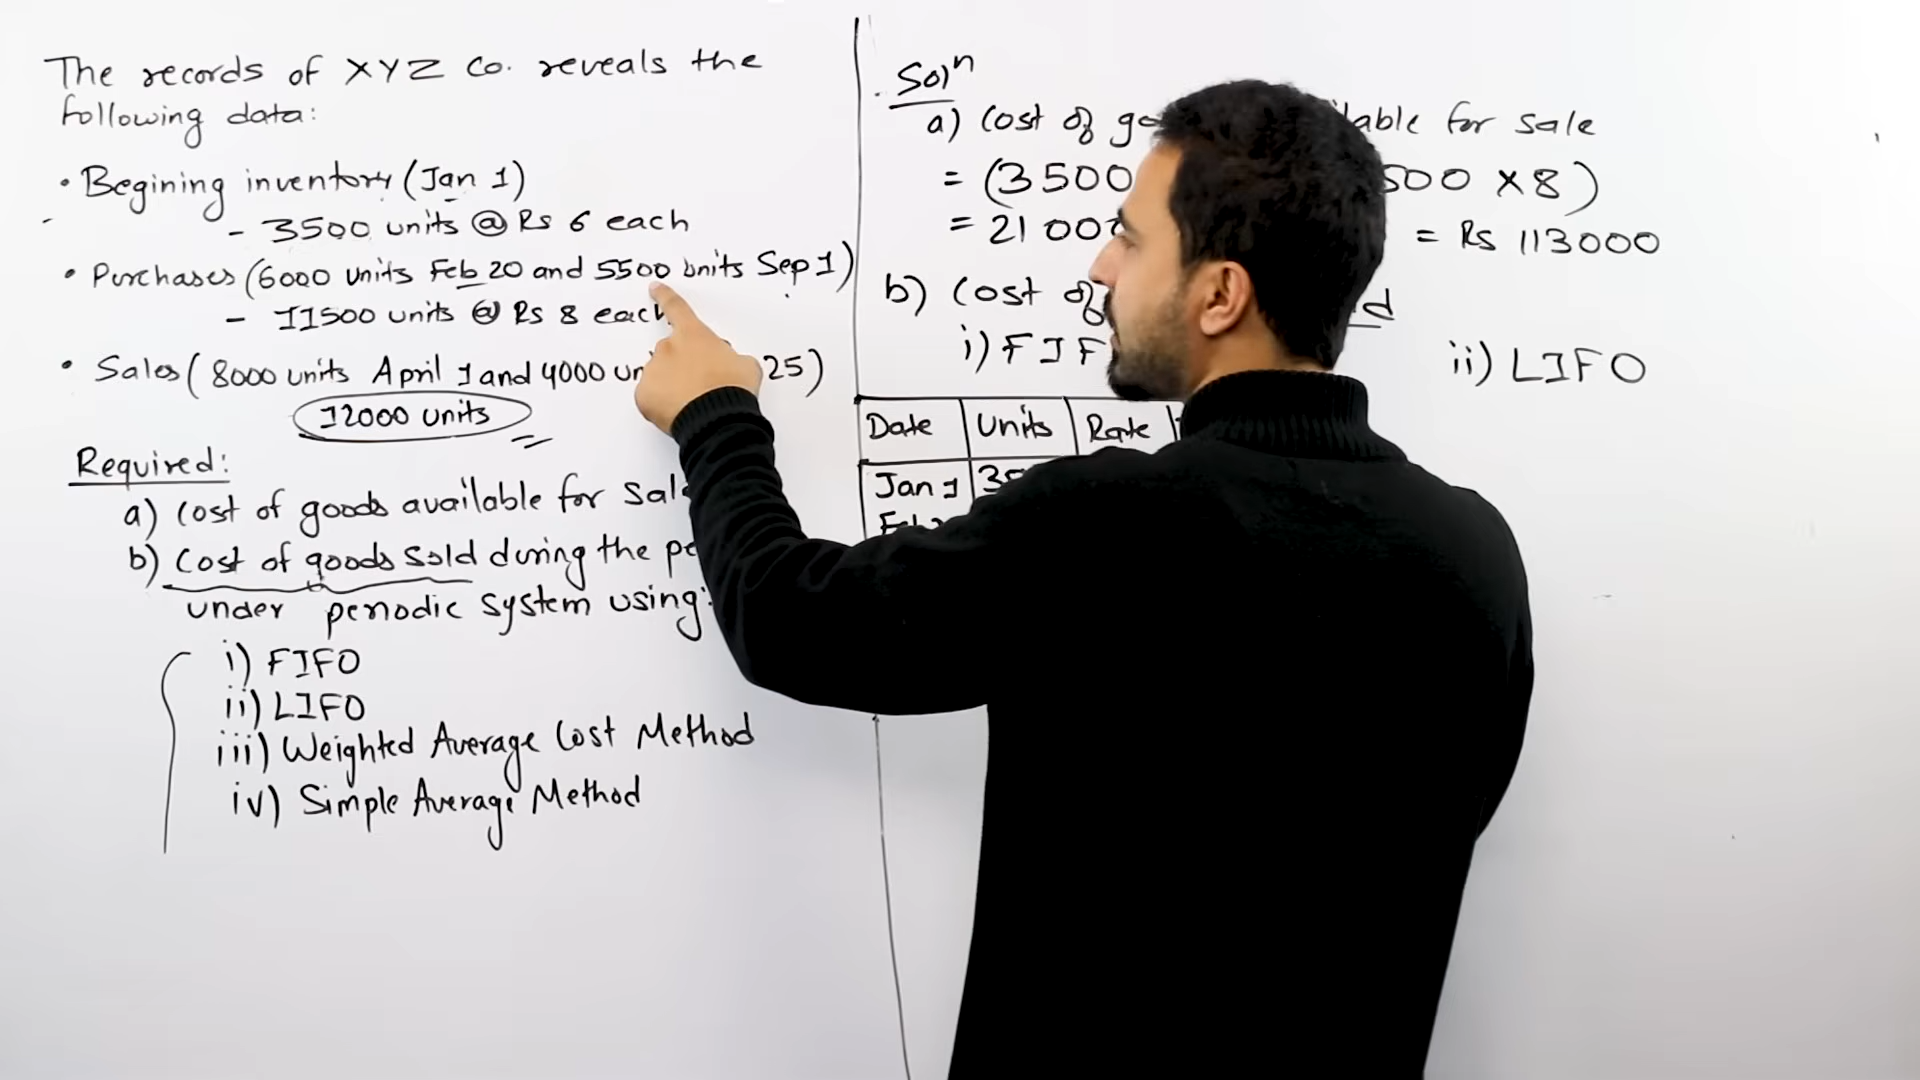 The records of XYZ Co. reveals the
following data:
• Begining inventory (Jan 1)
- 3500 units @ Rs 6 each
• Purchases (6000 units Feb 20 and 5500 units Sep 1)
- 11500 units @ Rs 8 each
• Sales (8000 units April 1 and 4000 un 25)
12000 units
Required:
a) Cost of goods available for sal
b) Cost of goods sold during the pe
under periodic system using:
i) FIFO
ii) LIFO
iii) Weighted Average Cost Method
iv) Simple Average Method
Solⁿ
a) Cost of go lable for sale
= (3500 500 × 8)
= 21000 = Rs 113000
b) Cost of d
i) FIF
ii) LIFO
Date Units Rate
Jan 1 35
Feb